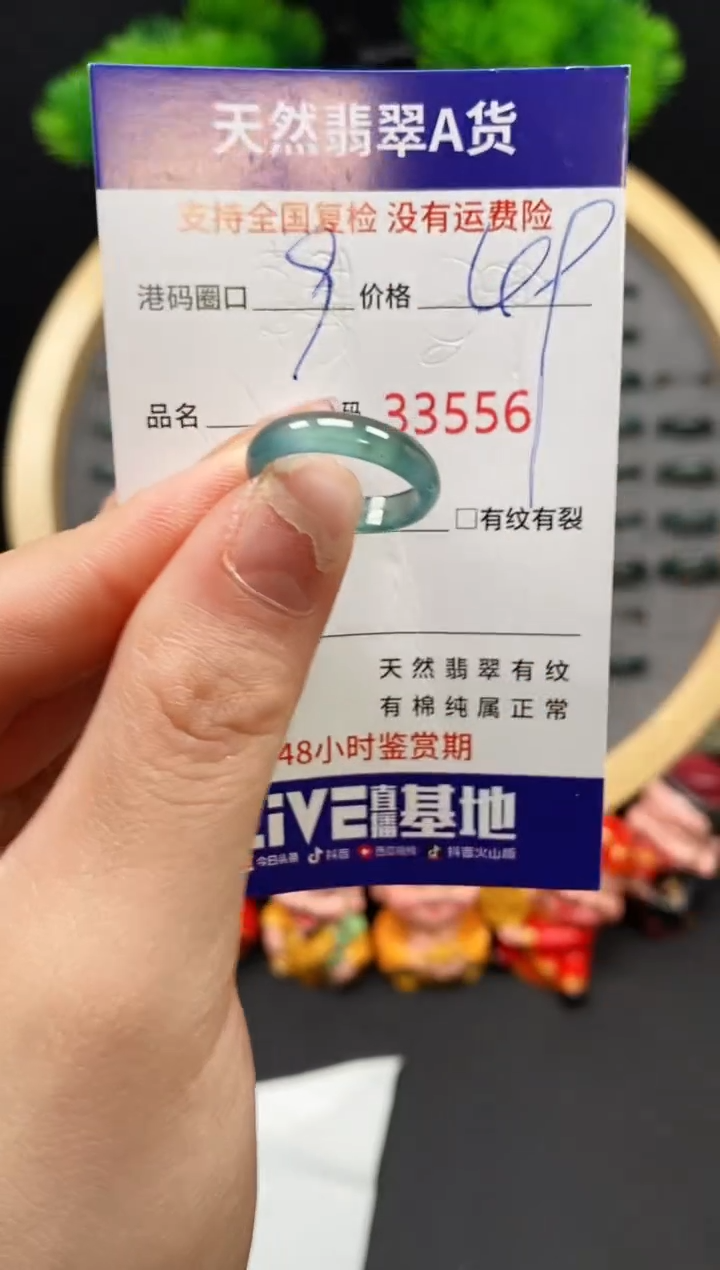 天然翡翠A货
支持全国复检 没有运费险
港码圈口 9 价格 69
品名 码 33556
□有纹有裂
天然翡翠有纹
有棉纯属正常
48小时鉴赏期
LiVE直播基地
今日头条 抖音 西瓜视频 抖音火山版